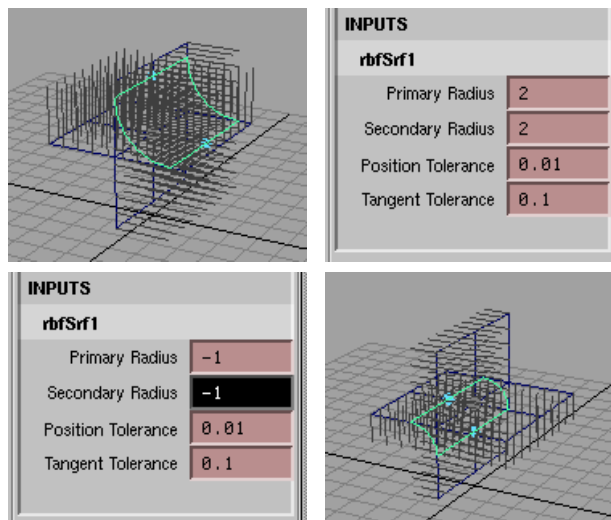 INPUTS
rbfSrf1
Primary Radius 2
Secondary Radius 2
Position Tolerance 0.01
Tangent Tolerance 0.1
INPUTS
rbfSrf1
Primary Radius -1
Secondary Radius -1
Position Tolerance 0.01
Tangent Tolerance 0.1